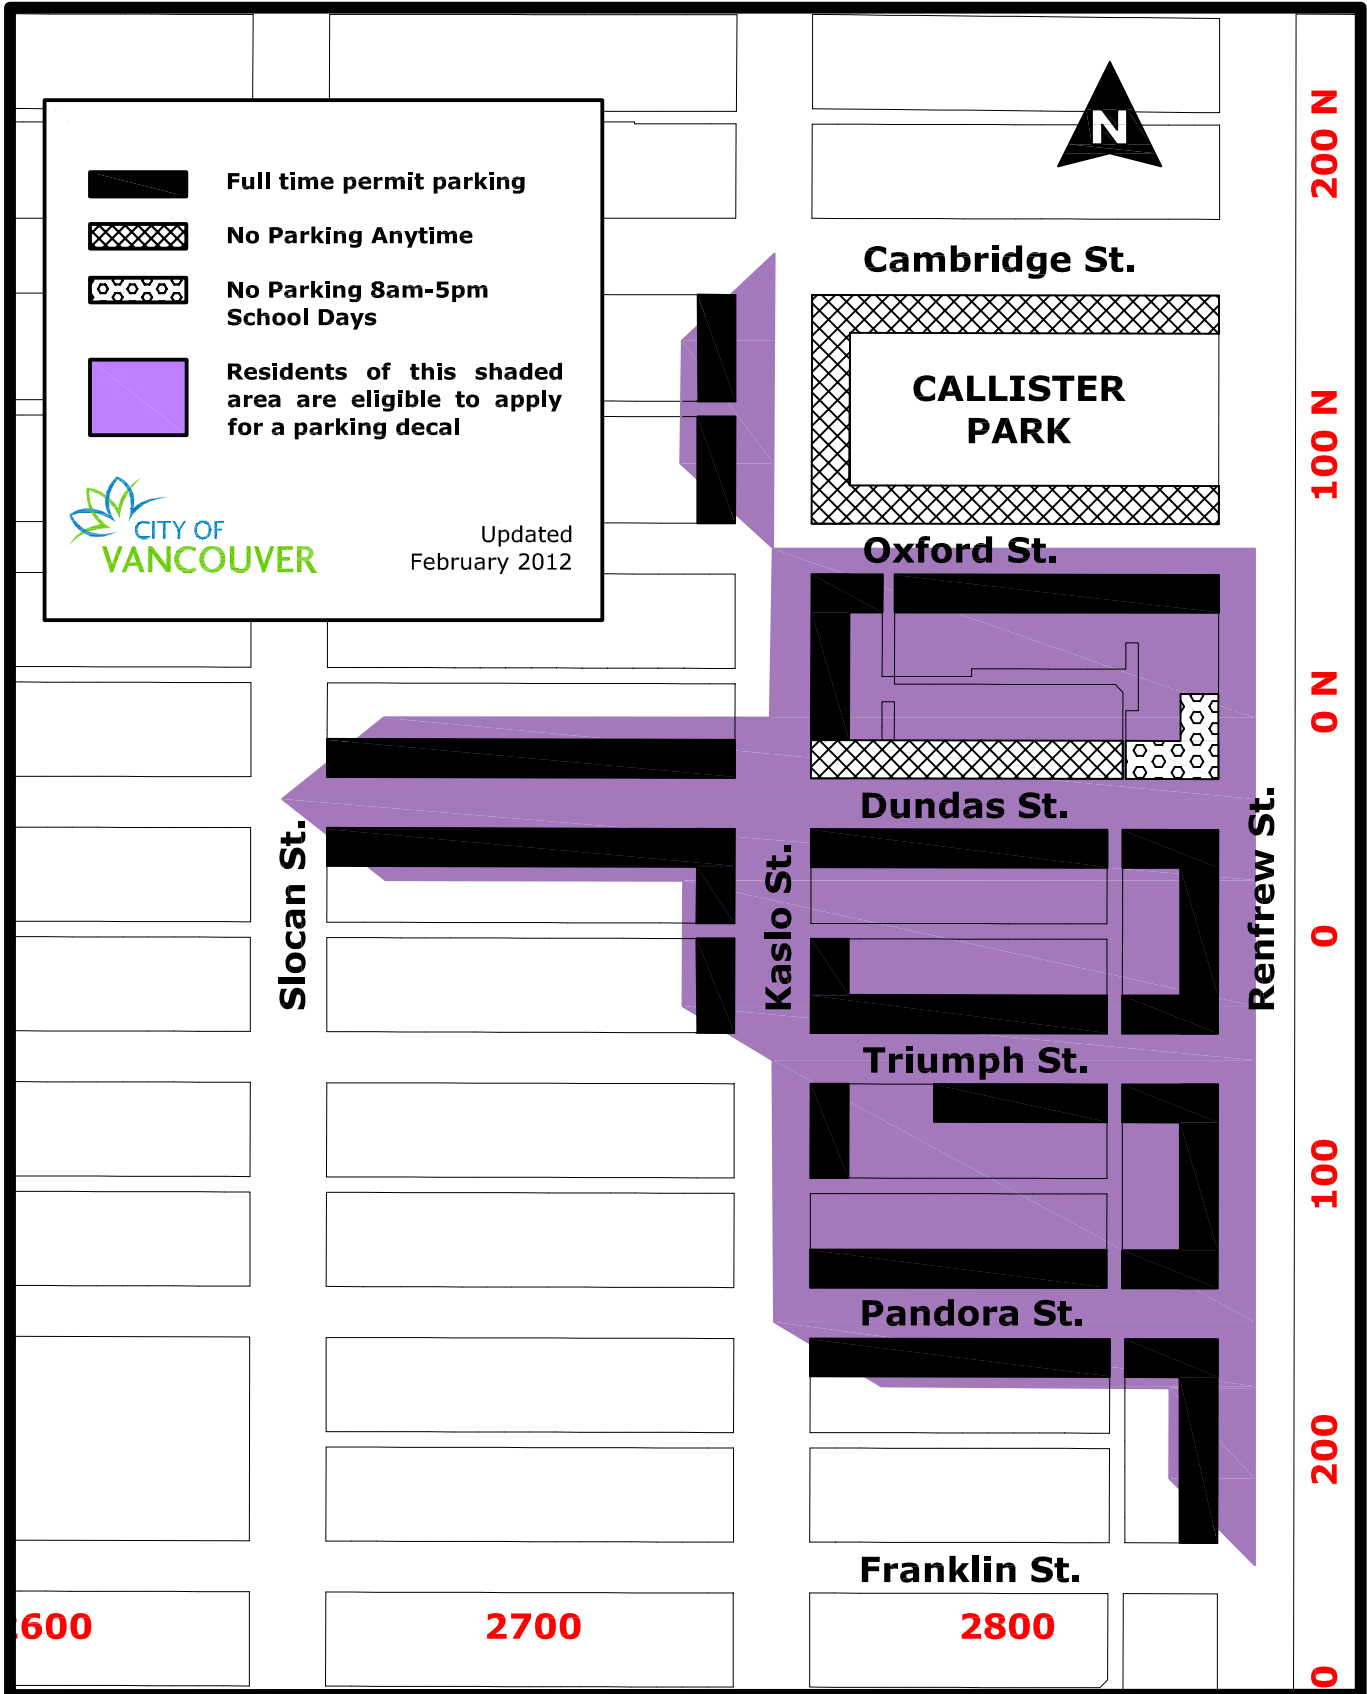 N
200 N
Full time permit parking
No Parking Anytime
No Parking 8am-5pm
School Days
Residents of this shaded
area are eligible to apply
for a parking decal
CITY OF
VANCOUVER
Updated
February 2012
Cambridge St.
CALLISTER
PARK
100 N
Oxford St.
0 N
Dundas St.
Slocan St.
Kaslo St.
Renfrew St.
0
Triumph St.
100
Pandora St.
200
Franklin St.
2600
2700
2800
0